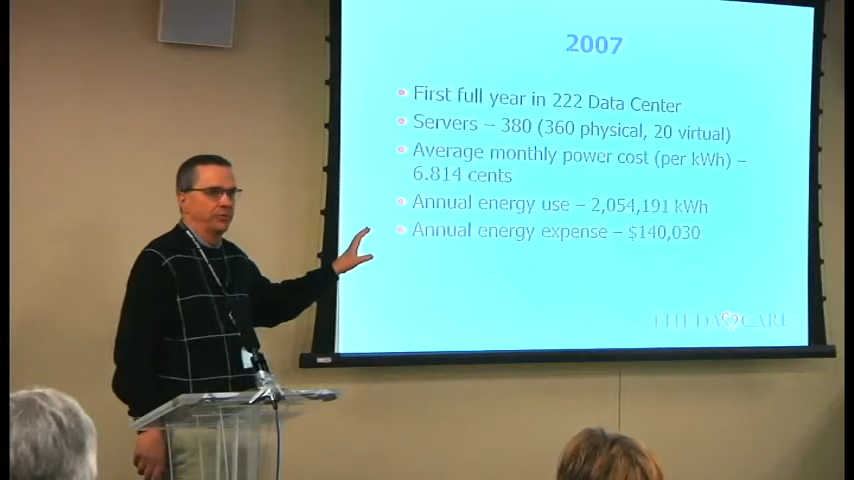 2007
First full year in 222 Data Center
Servers – 380 (360 physical, 20 virtual)
Average monthly power cost (per kWh) –
6.814 cents
Annual energy use – 2,054,191 kWh
Annual energy expense – $140,030
THEDACARE